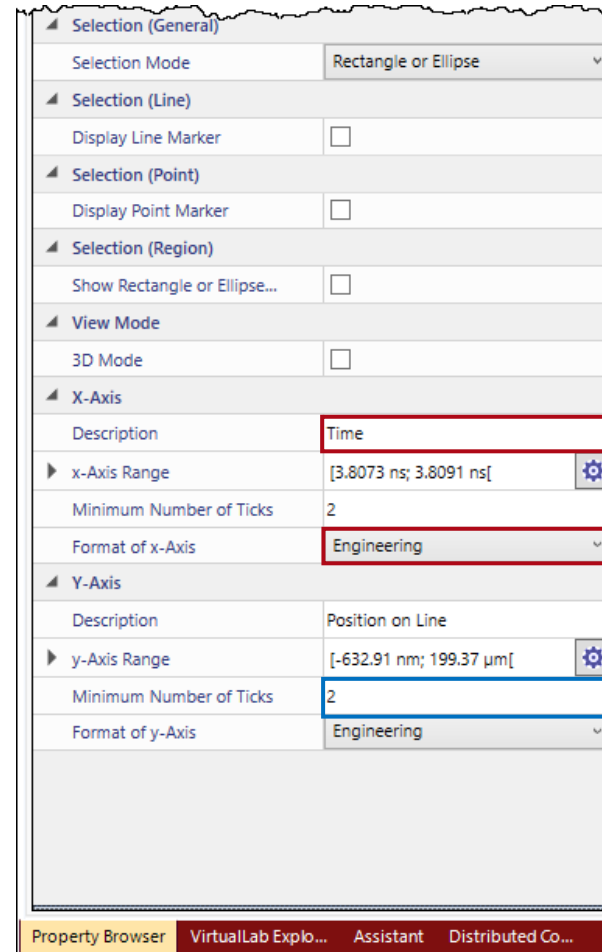 Selection (General)
Selection Mode Rectangle or Ellipse
Selection (Line)
Display Line Marker
Selection (Point)
Display Point Marker
Selection (Region)
Show Rectangle or Ellipse...
View Mode
3D Mode
X-Axis
Description Time
x-Axis Range [3.8073 ns; 3.8091 ns[
Minimum Number of Ticks 2
Format of x-Axis Engineering
Y-Axis
Description Position on Line
y-Axis Range [-632.91 nm; 199.37 µm[
Minimum Number of Ticks 2
Format of y-Axis Engineering
Property Browser VirtualLab Explo... Assistant Distributed Co...